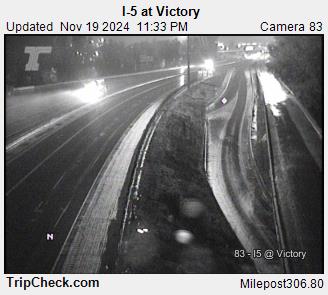 I-5 at Victory
Updated Nov 19 2024 11:33 PM Camera 83
T
N
83 - I5 @ Victory
TripCheck.com Milepost306.80